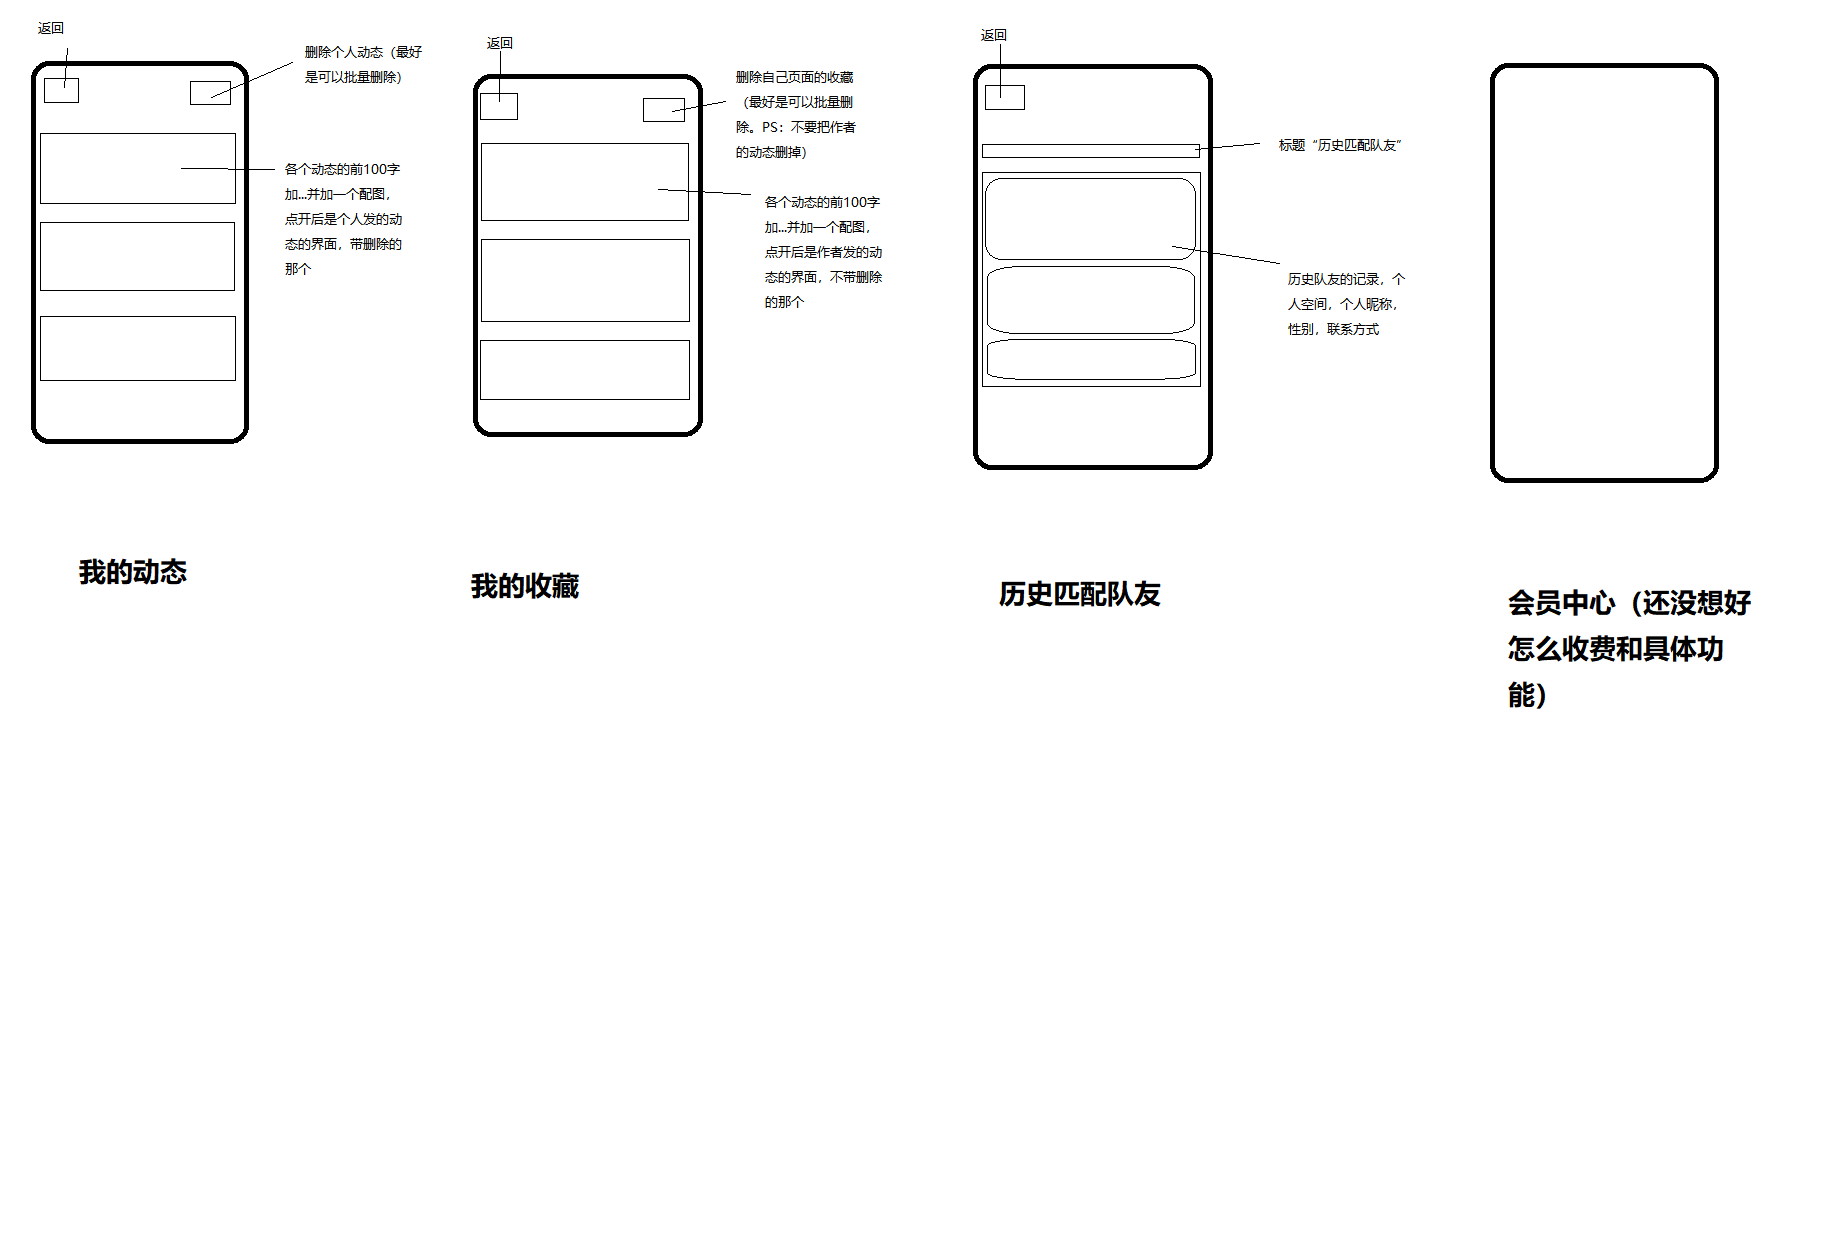 返回
删除个人动态（最好
是可以批量删除）
各个动态的前100字
加...并加一个配图，
点开后是个人发的动
态的界面，带删除的
那个
我的动态
返回
删除自己页面的收藏
（最好是可以批量删
除。PS：不要把作者
的动态删掉）
各个动态的前100字
加...并加一个配图，
点开后是作者发的动
态的界面，不带删除
的那个
我的收藏
返回
标题“历史匹配队友”
历史队友的记录，个
人空间，个人昵称，
性别，联系方式
历史匹配队友
会员中心（还没想好
怎么收费和具体功
能）